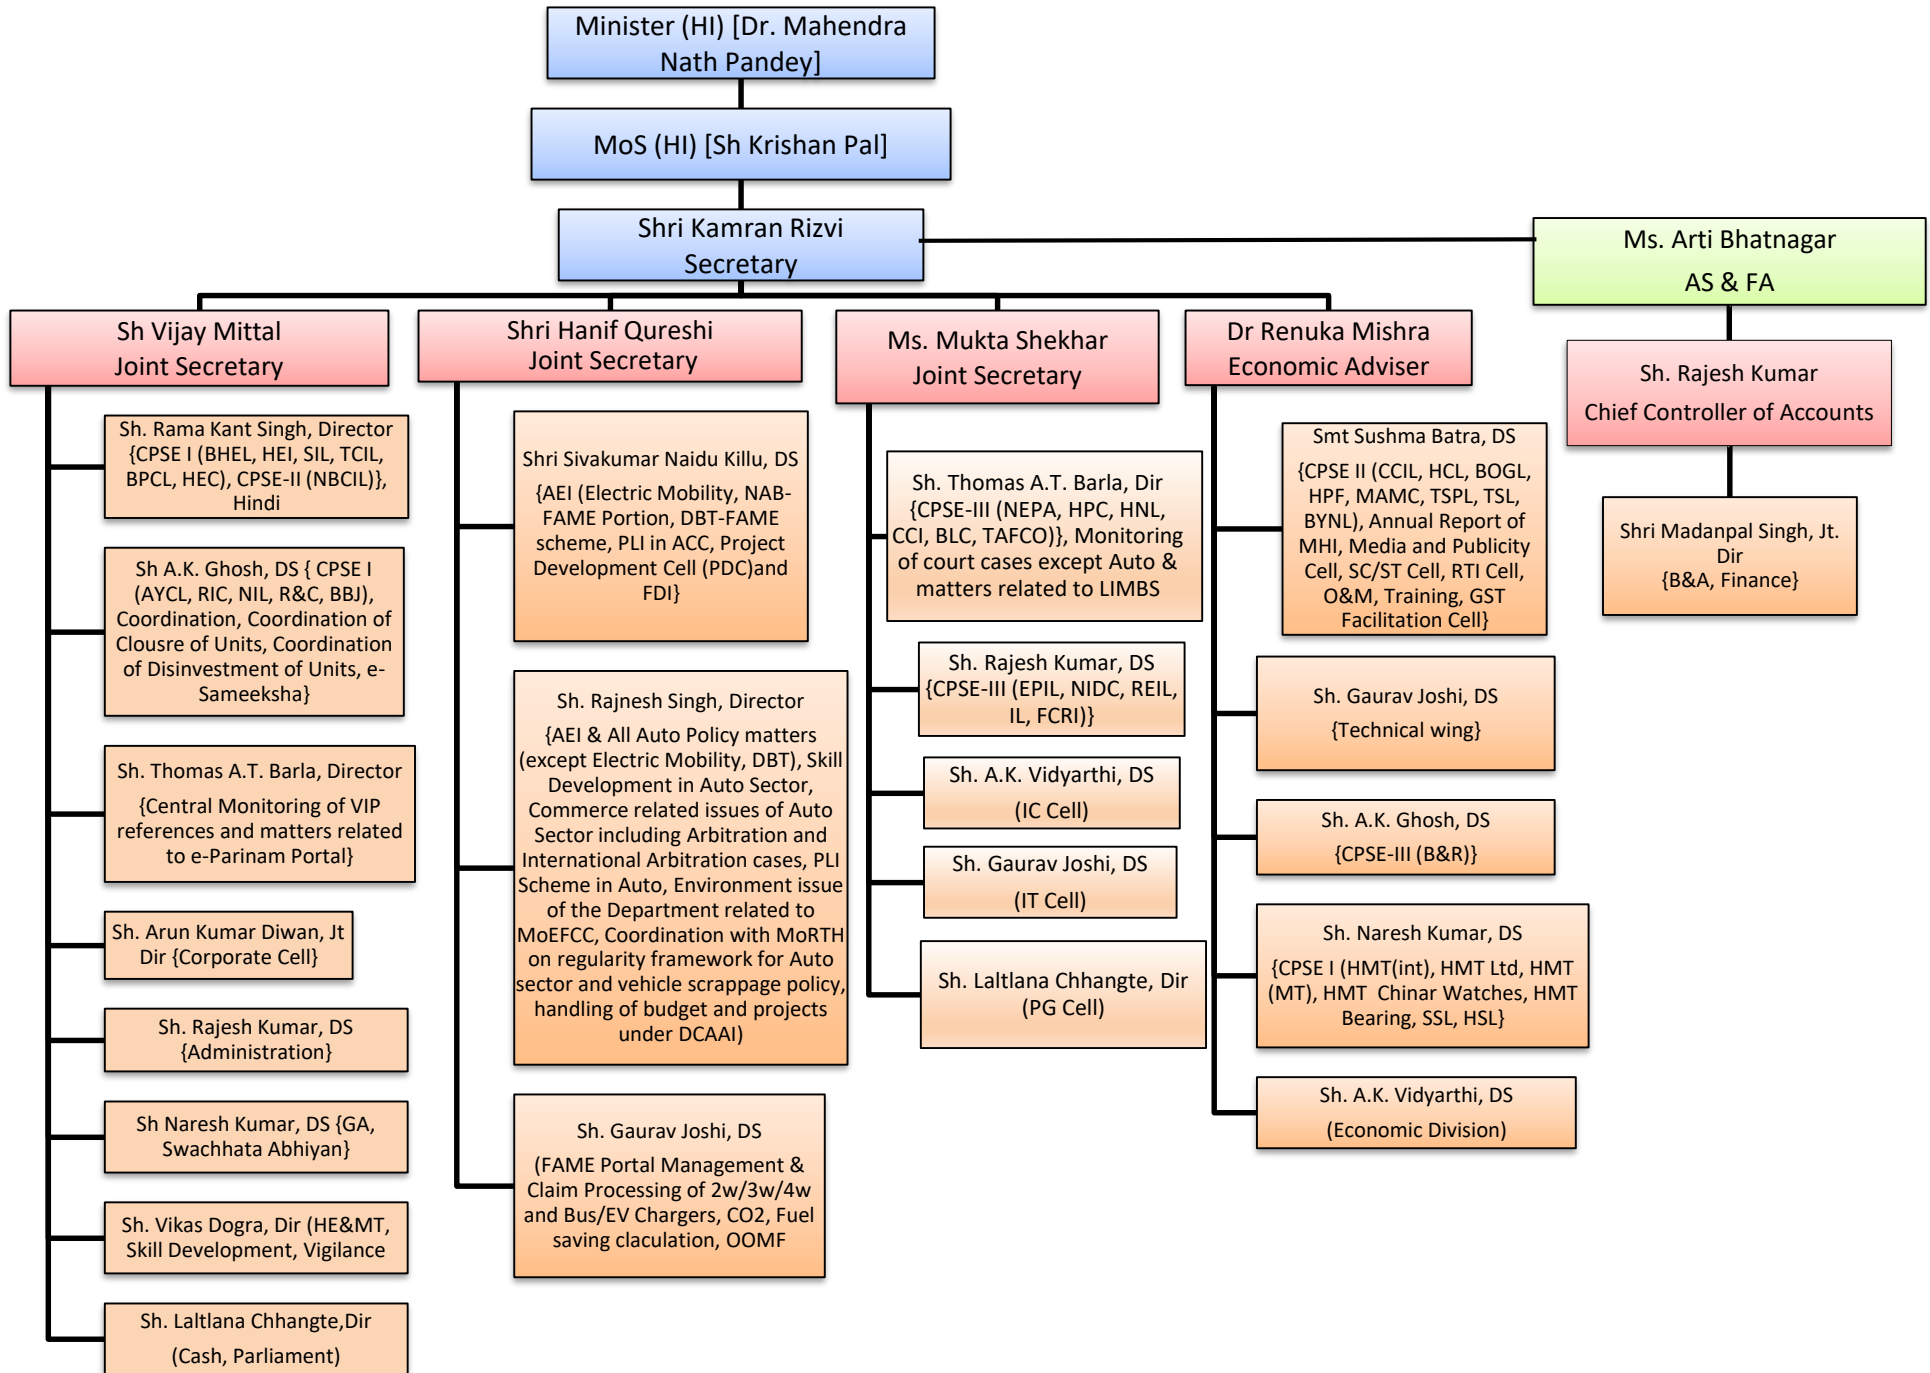 Minister (HI) [Dr. Mahendra
Nath Pandey]
MoS (HI) [Sh Krishan Pal]
Shri Kamran Rizvi
Secretary
Ms. Arti Bhatnagar
AS & FA
Sh Vijay Mittal
Joint Secretary
Shri Hanif Qureshi
Joint Secretary
Ms. Mukta Shekhar
Joint Secretary
Dr Renuka Mishra
Economic Adviser
Sh. Rajesh Kumar
Chief Controller of Accounts
Sh. Rama Kant Singh, Director
{CPSE I (BHEL, HEI, SIL, TCIL,
BPCL, HEC), CPSE-II (NBCIL)},
Hindi
Sh A.K. Ghosh, DS { CPSE I
(AYCL, RIC, NIL, R&C, BBJ),
Coordination, Coordination of
Clousre of Units, Coordination
of Disinvestment of Units, e-
Sameeksha}
Sh. Thomas A.T. Barla, Director
{Central Monitoring of VIP
references and matters related
to e-Parinam Portal}
Sh. Arun Kumar Diwan, Jt
Dir {Corporate Cell}
Sh. Rajesh Kumar, DS
{Administration}
Sh Naresh Kumar, DS {GA,
Swachhata Abhiyan}
Sh. Vikas Dogra, Dir (HE&MT,
Skill Development, Vigilance
Sh. Laltlana Chhangte,Dir
(Cash, Parliament)
Shri Sivakumar Naidu Killu, DS
{AEI (Electric Mobility, NAB-
FAME Portion, DBT-FAME
scheme, PLI in ACC, Project
Development Cell (PDC)and
FDI}
Sh. Rajnesh Singh, Director
{AEI & All Auto Policy matters
(except Electric Mobility, DBT), Skill
Development in Auto Sector,
Commerce related issues of Auto
Sector including Arbitration and
International Arbitration cases, PLI
Scheme in Auto, Environment issue
of the Department related to
MoEFCC, Coordination with MoRTH
on regularity framework for Auto
sector and vehicle scrappage policy,
handling of budget and projects
under DCAAI)
Sh. Gaurav Joshi, DS
(FAME Portal Management &
Claim Processing of 2w/3w/4w
and Bus/EV Chargers, CO2, Fuel
saving claculation, OOMF
Sh. Thomas A.T. Barla, Dir
{CPSE-III (NEPA, HPC, HNL,
CCI, BLC, TAFCO)}, Monitoring
of court cases except Auto &
matters related to LIMBS
Sh. Rajesh Kumar, DS
{CPSE-III (EPIL, NIDC, REIL,
IL, FCRI)}
Sh. A.K. Vidyarthi, DS
(IC Cell)
Sh. Gaurav Joshi, DS
(IT Cell)
Sh. Laltlana Chhangte, Dir
(PG Cell)
Smt Sushma Batra, DS
{CPSE II (CCIL, HCL, BOGL,
HPF, MAMC, TSPL, TSL,
BYNL), Annual Report of
MHI, Media and Publicity
Cell, SC/ST Cell, RTI Cell,
O&M, Training, GST
Facilitation Cell}
Sh. Gaurav Joshi, DS
{Technical wing}
Sh. A.K. Ghosh, DS
{CPSE-III (B&R)}
Sh. Naresh Kumar, DS
{CPSE I (HMT(int), HMT Ltd, HMT
(MT), HMT Chinar Watches, HMT
Bearing, SSL, HSL}
Sh. A.K. Vidyarthi, DS
(Economic Division)
Shri Madanpal Singh, Jt.
Dir
{B&A, Finance}